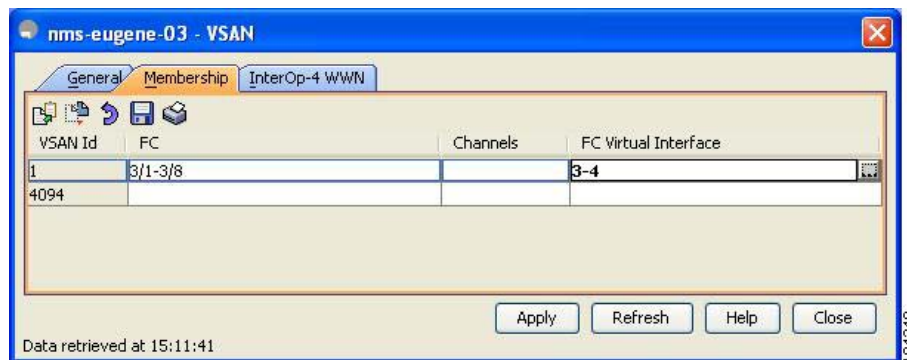 nms-eugene-03 - VSAN
General Membership InterOp-4 WWN
VSAN Id FC Channels FC Virtual Interface
1 3/1-3/8 3-4
4094
Apply Refresh Help Close
Data retrieved at 15:11:41